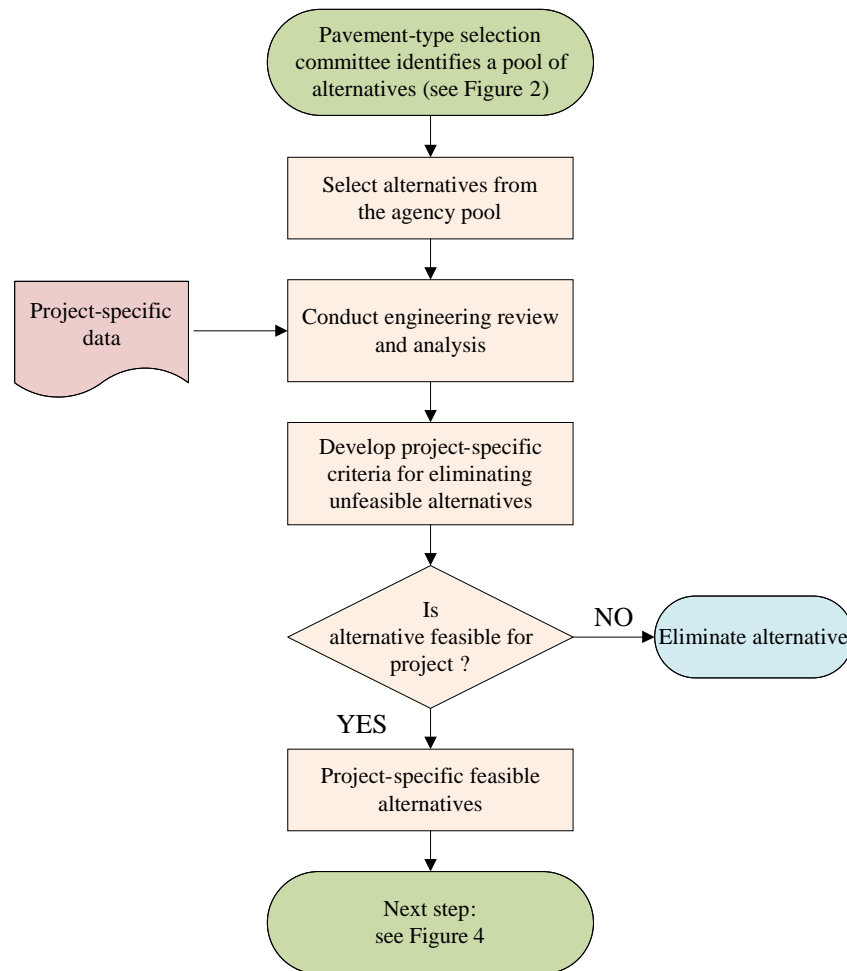 Pavement-type selection
committee identifies a pool of
alternatives (see Figure 2)
Select alternatives from
the agency pool
Project-specific
data
Conduct engineering review
and analysis
Develop project-specific
criteria for eliminating
unfeasible alternatives
Is
alternative feasible for
project ?
NO
Eliminate alternative
YES
Project-specific feasible
alternatives
Next step:
see Figure 4